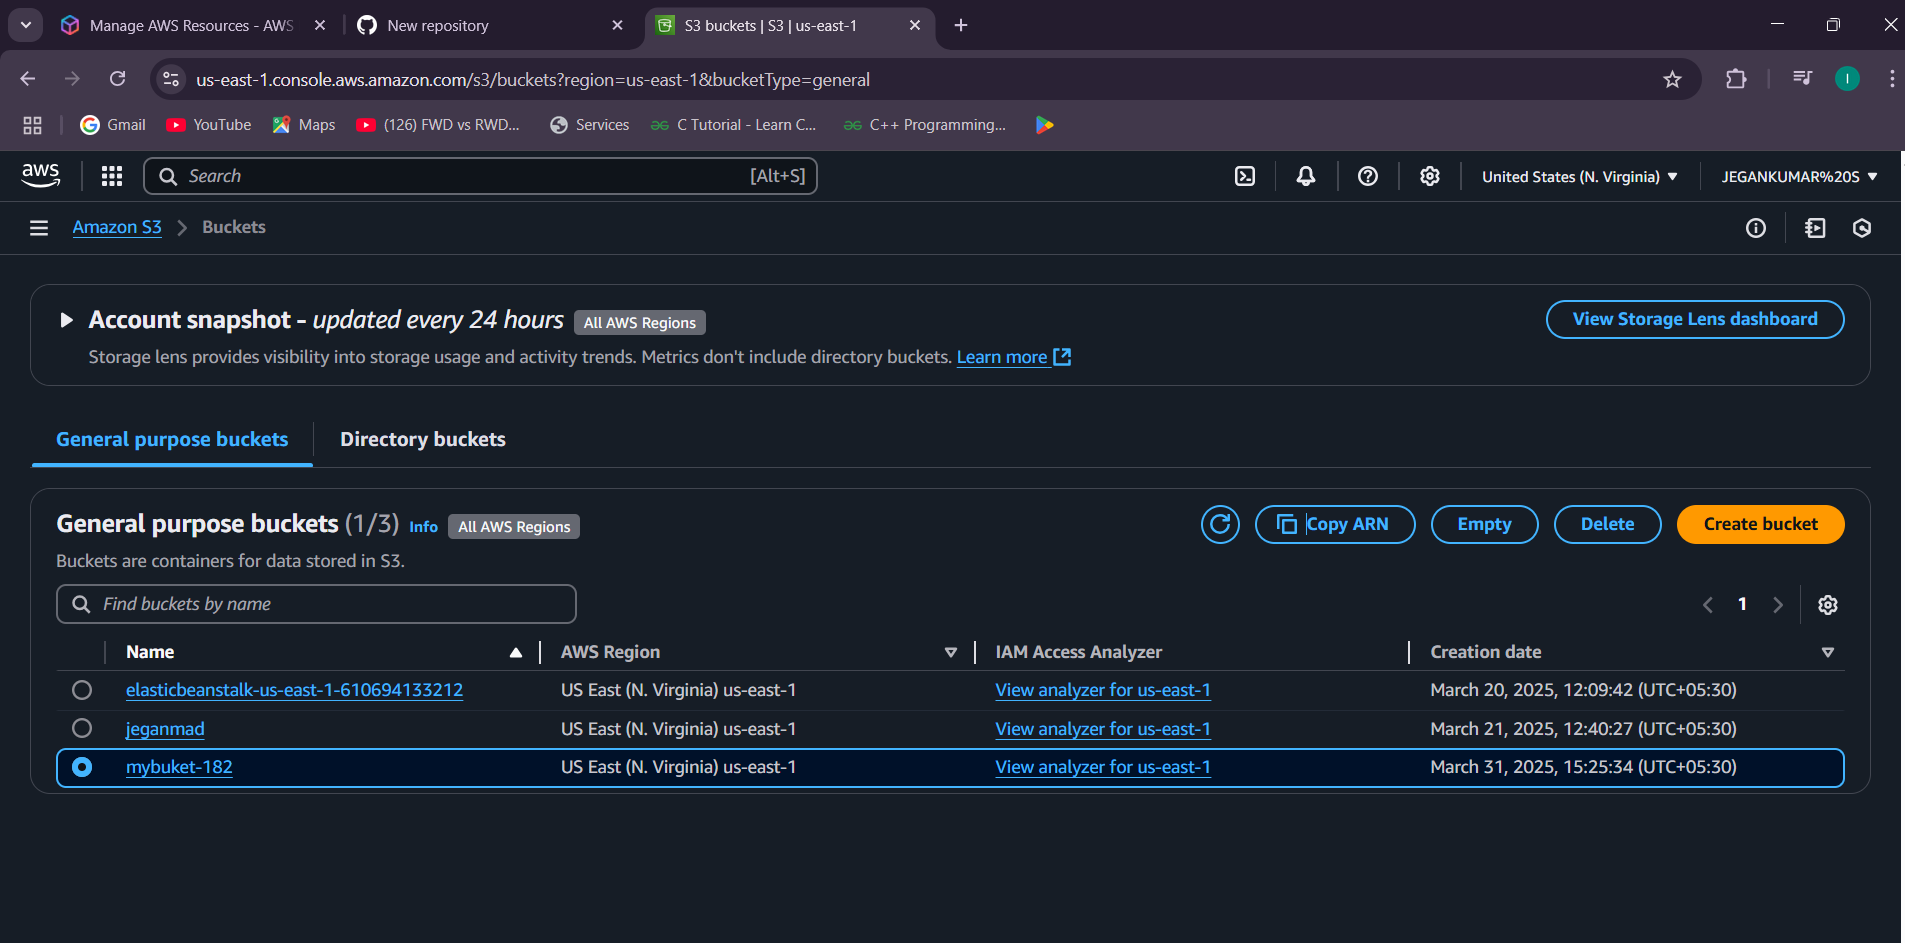 Manage AWS Resources - AWS
New repository
S3 buckets | S3 | us-east-1
us-east-1.console.aws.amazon.com/s3/buckets?region=us-east-1&bucketType=general
I
Gmail
YouTube
Maps
(126) FWD vs RWD...
Services
C Tutorial - Learn C...
C++ Programming...
aws
Search
[Alt+S]
United States (N. Virginia)
JEGANKUMAR%20S
Amazon S3
Buckets
Account snapshot - updated every 24 hours
All AWS Regions
View Storage Lens dashboard
Storage lens provides visibility into storage usage and activity trends. Metrics don't include directory buckets. Learn more
General purpose buckets
Directory buckets
General purpose buckets (1/3) Info
All AWS Regions
Copy ARN
Empty
Delete
Create bucket
Buckets are containers for data stored in S3.
Find buckets by name
1
Name
AWS Region
IAM Access Analyzer
Creation date
elasticbeanstalk-us-east-1-610694133212
US East (N. Virginia) us-east-1
View analyzer for us-east-1
March 20, 2025, 12:09:42 (UTC+05:30)
jeganmad
US East (N. Virginia) us-east-1
View analyzer for us-east-1
March 21, 2025, 12:40:27 (UTC+05:30)
mybuket-182
US East (N. Virginia) us-east-1
View analyzer for us-east-1
March 31, 2025, 15:25:34 (UTC+05:30)